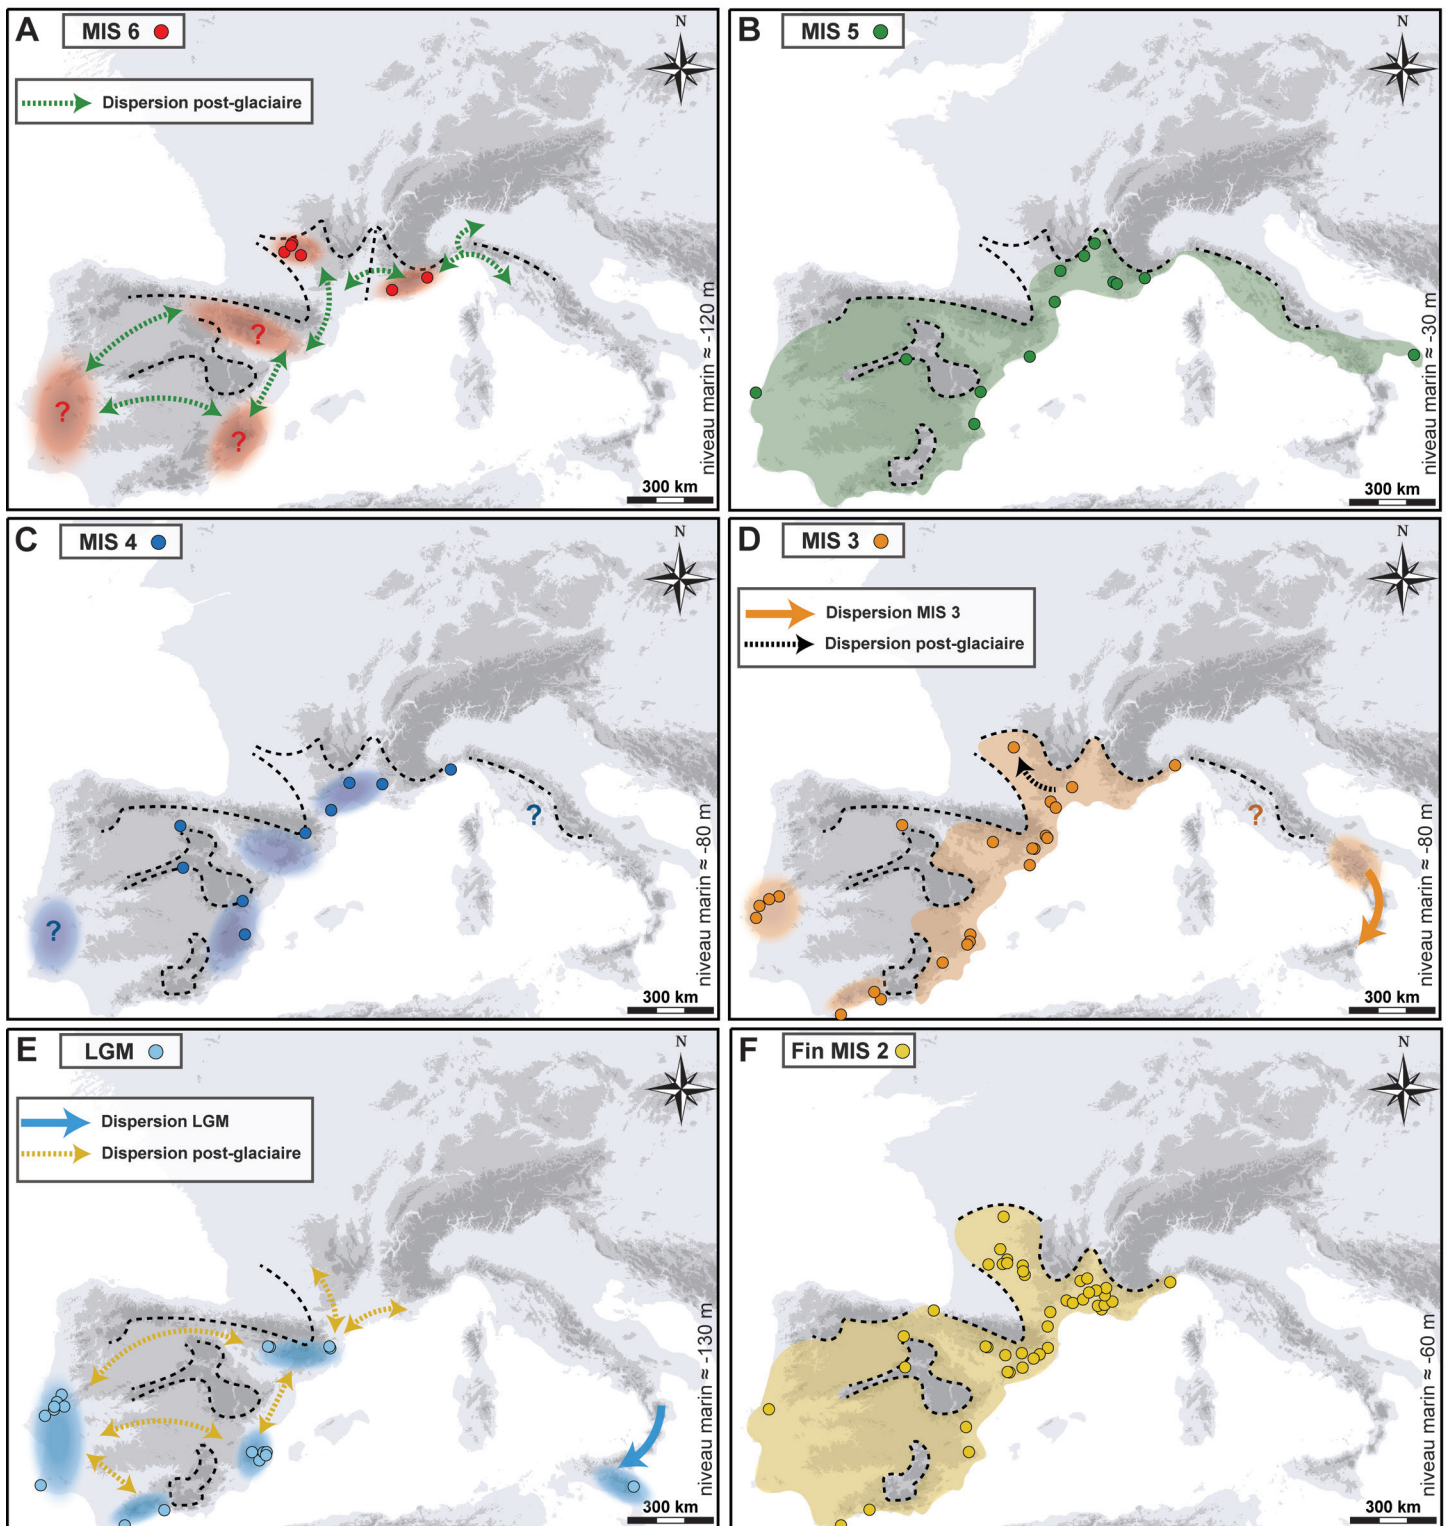 A
MIS 6
N
Dispersion post-glaciaire
?
?
?
niveau marin ≈ -120 m
300 km
B
MIS 5
N
niveau marin ≈ -30 m
300 km
C
MIS 4
N
?
?
niveau marin ≈ -80 m
300 km
D
MIS 3
N
Dispersion MIS 3
Dispersion post-glaciaire
?
niveau marin ≈ -80 m
300 km
E
LGM
N
Dispersion LGM
Dispersion post-glaciaire
niveau marin ≈ -130 m
300 km
F
Fin MIS 2
N
niveau marin ≈ -60 m
300 km